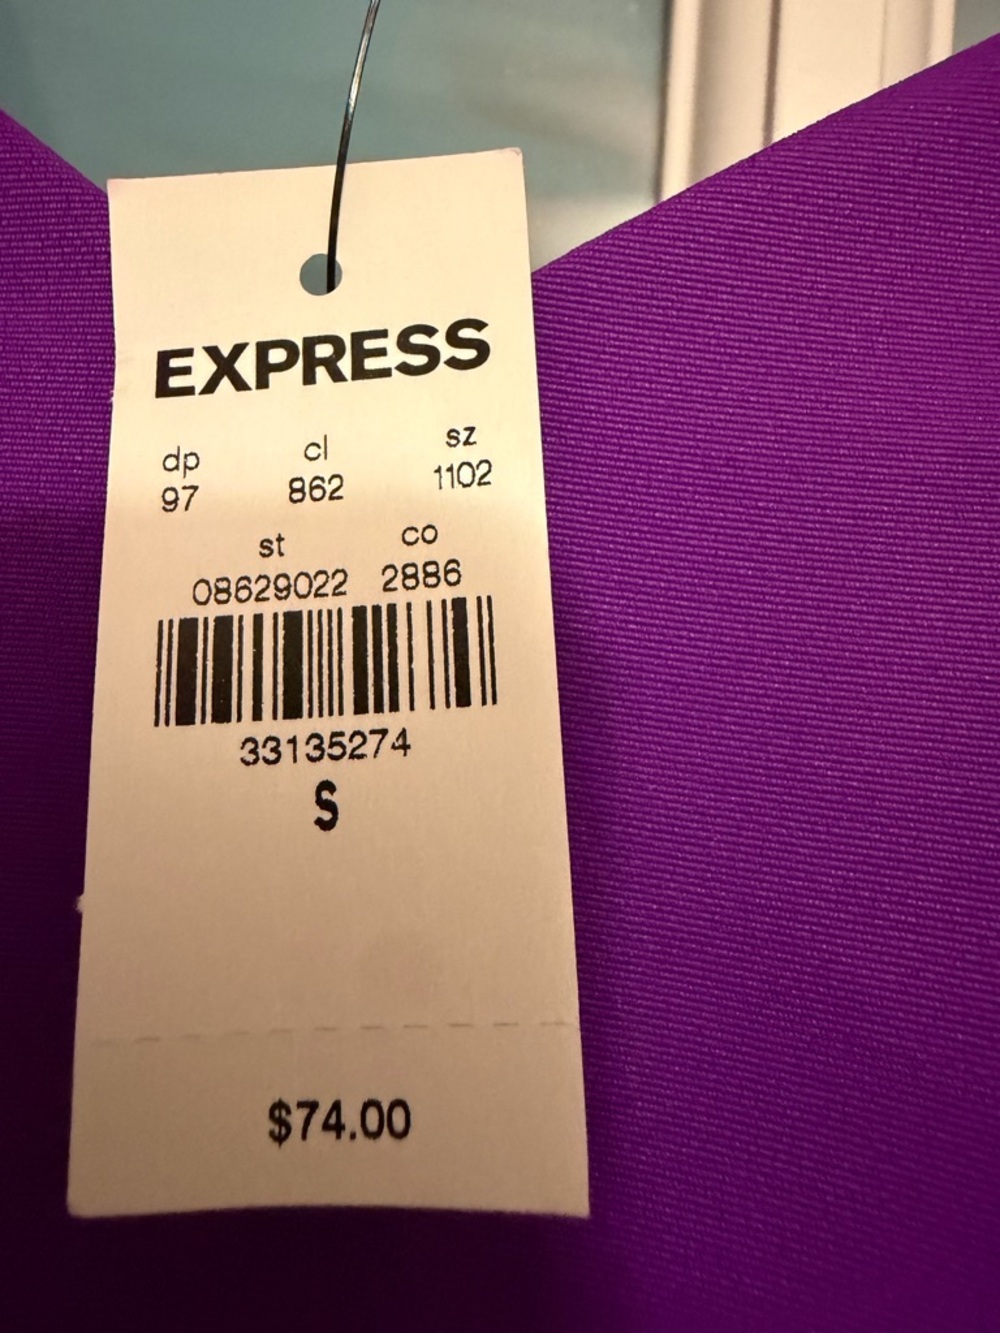 EXPRESS
dp cl sz
97 862 1102
st co
08629022 2886
33135274
S
$74.00